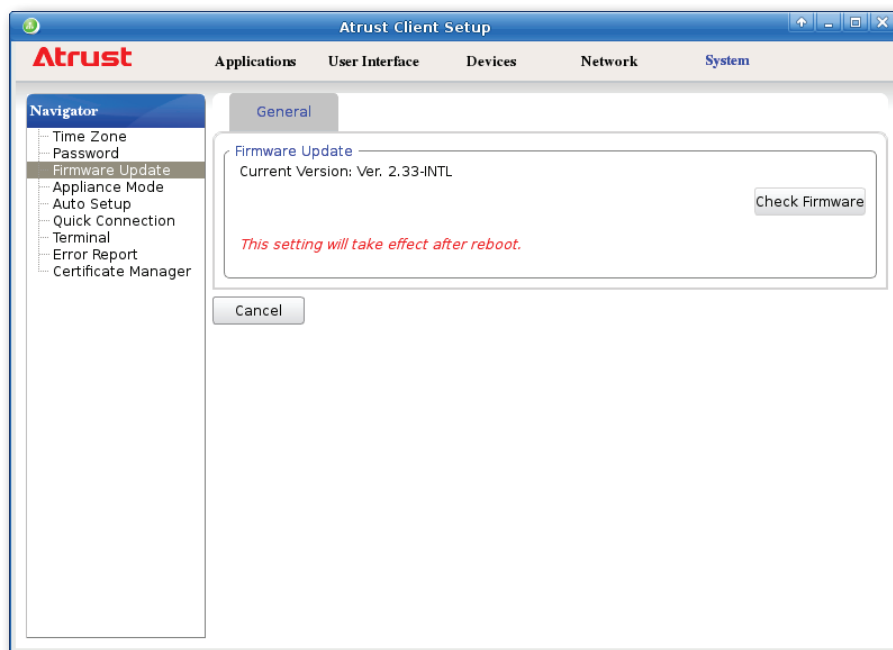 Atrust Client Setup
Atrust
Applications User Interface Devices Network System
Navigator
Time Zone
Password
Firmware Update
Appliance Mode
Auto Setup
Quick Connection
Terminal
Error Report
Certificate Manager
General
Firmware Update
Current Version: Ver. 2.33-INTL
Check Firmware
This setting will take effect after reboot.
Cancel